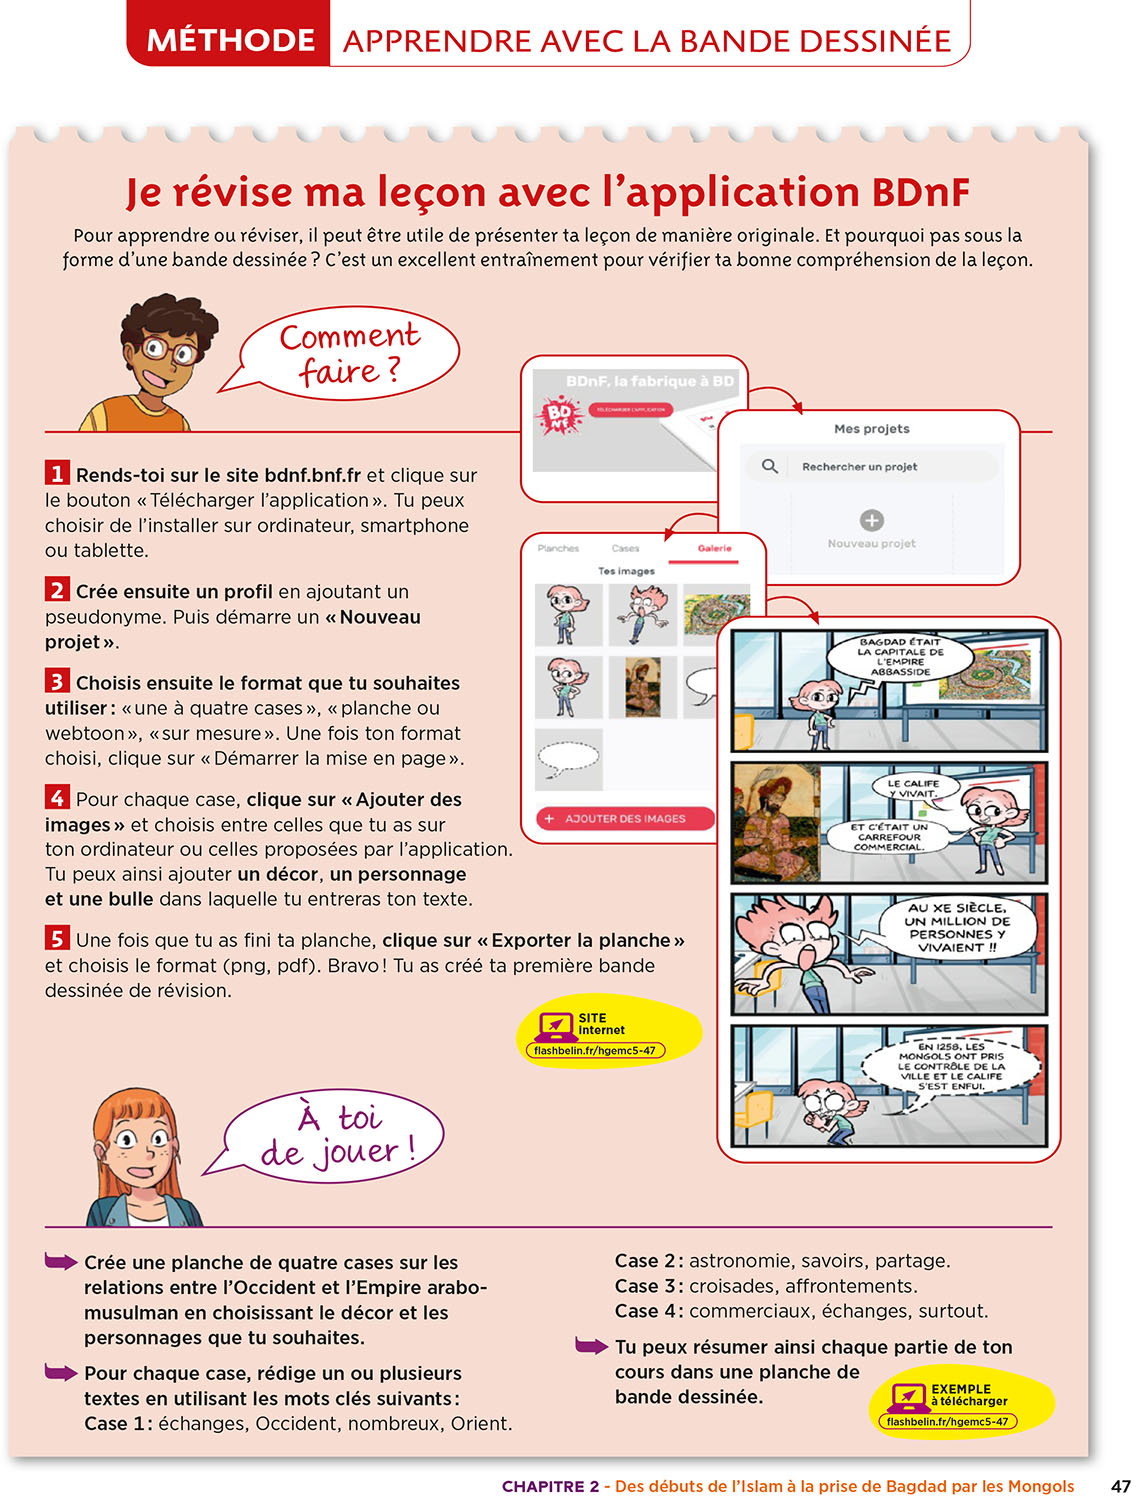 MÉTHODE APPRENDRE AVEC LA BANDE DESSINÉE
Je révise ma leçon avec l'application BDnF
Pour apprendre ou réviser, il peut être utile de présenter ta leçon de manière originale. Et pourquoi pas sous la
forme d'une bande dessinée ? C'est un excellent entraînement pour vérifier ta bonne compréhension de la leçon.
Comment
faire ?
1 Rends-toi sur le site bdnf.bnf.fr et clique sur
le bouton « Télécharger l'application ». Tu peux
choisir de l'installer sur ordinateur, smartphone
ou tablette.
2 Crée ensuite un profil en ajoutant un
pseudonyme. Puis démarre un « Nouveau
projet ».
3 Choisis ensuite le format que tu souhaites
utiliser : « une à quatre cases », « planche ou
webtoon », « sur mesure ». Une fois ton format
choisi, clique sur « Démarrer la mise en page ».
4 Pour chaque case, clique sur « Ajouter des
images » et choisis entre celles que tu as sur
ton ordinateur ou celles proposées par l'application.
Tu peux ainsi ajouter un décor, un personnage
et une bulle dans laquelle tu entreras ton texte.
5 Une fois que tu as fini ta planche, clique sur « Exporter la planche »
et choisis le format (png, pdf). Bravo ! Tu as créé ta première bande
dessinée de révision.
BDnF, la fabrique à BD
BD
NF
TÉLÉCHARGER L'APPLICATION
Mes projets
Rechercher un projet
Nouveau projet
Planches Cases Galerie
Tes images
+ AJOUTER DES IMAGES
BAGDAD ÉTAIT
LA CAPITALE DE
L'EMPIRE
ABBASSIDE
LE CALIFE
Y VIVAIT.
ET C'ÉTAIT UN
CARREFOUR
COMMERCIAL.
AU XE SIÈCLE,
UN MILLION DE
PERSONNES Y
VIVAIENT !!
EN 1258, LES
MONGOLS ONT PRIS
LE CONTRÔLE DE LA
VILLE ET LE CALIFE
S'EST ENFUI.
SITE
internet
flashbelin.fr/hgemc5-47
À toi
de jouer !
Crée une planche de quatre cases sur les
relations entre l'Occident et l'Empire arabo-
musulman en choisissant le décor et les
personnages que tu souhaites.
Pour chaque case, rédige un ou plusieurs
textes en utilisant les mots clés suivants :
Case 1 : échanges, Occident, nombreux, Orient.
Case 2 : astronomie, savoirs, partage.
Case 3 : croisades, affrontements.
Case 4 : commerciaux, échanges, surtout.
Tu peux résumer ainsi chaque partie de ton
cours dans une planche de
bande dessinée.
EXEMPLE
à télécharger
flashbelin.fr/hgemc5-47
CHAPITRE 2 - Des débuts de l'Islam à la prise de Bagdad par les Mongols 47